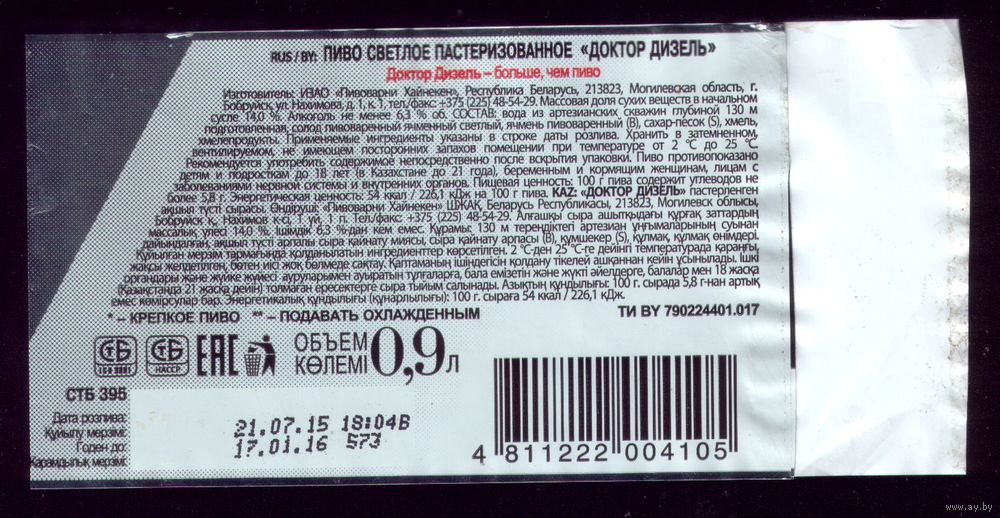 RUS / BY: ПИВО СВЕТЛОЕ ПАСТЕРИЗОВАННОЕ «ДОКТОР ДИЗЕЛЬ»
Доктор Дизель – больше, чем пиво
Изготовитель: ИЗАО «Пивоварни Хайнекен», Республика Беларусь, 213823, Могилевская область, г.
Бобруйск, ул. Нахимова, д. 1, к. 1, тел./факс: +375 (225) 48-54-29. Массовая доля сухих веществ в начальном
сусле 14,0 %. Алкоголь не менее 6,3 % об. СОСТАВ: вода из артезианских скважин глубиной 130 м
подготовленная, солод пивоваренный ячменный светлый, ячмень пивоваренный (B), сахар-песок (S), хмель,
хмелепродукты. Применяемые ингредиенты указаны в строке даты розлива. Хранить в затемненном,
вентилируемом, не имеющем посторонних запахов помещении при температуре от 2 °С до 25 °С.
Рекомендуется употребить содержимое непосредственно после вскрытия упаковки. Пиво противопоказано
детям и подросткам до 18 лет (в Казахстане до 21 года), беременным и кормящим женщинам, лицам с
заболеваниями нервной системы и внутренних органов. Пищевая ценность: 100 г пива содержит углеводов не
более 5,8 г. Энергетическая ценность: 54 ккал / 226,1 кДж на 100 г пива. KAZ: «ДОКТОР ДИЗЕЛЬ» пастерленген
ақшыл түсті сырасы. Өндіруші: «Пивоварни Хайнекен» ШЖАҚ, Беларусь Республикасы, 213823, Могилевск облысы,
Бобруйск қ., Нахимов к-сі, 1 үй, 1 п. Тел./факс: +375 (225) 48-54-29. Алғашқы сыра ашытқыдағы құрғақ заттардың
массалық үлесі 14,0 %. Ішімдік 6,3 %-дан кем емес. Құрамы: 130 м тереңдіктегі артезиан ұңғымаларының суынан
дайындалған, ақшыл түсті арпалы сыра қайнату миясы, сыра қайнату арпасы (B), құмшекер (S), құлмақ, құлмақ өнімдері.
Құйылған мерзім тармағында қолданылатын ингредиенттер көрсетілген. 2 °С-ден 25 °С-ге дейінгі температурада қараңғы,
жақсы желдетілген, бөтен иісі жоқ бөлмеде сақтау. Қаптаманың ішіндегісін қолдану тікелей ашқаннан кейін ұсынылады. Ішкі
органдары және жүйке жүйесі ауруларымен ауыратын тұлғаларға, бала емізетін және жүкті әйелдерге, балалар мен 18 жасқа
(Қазақстанда 21 жасқа дейін) толмаған ересектерге сыра тыйым салынады. Азықтың құндылығы: 100 г. сырада 5,8 г-нан артық
емес көмірсулар бар. Энергетикалық құндылығы (құнарлылығы): 100 г. сыраға 54 ккал / 226,1 кДж.
* – КРЕПКОЕ ПИВО ** – ПОДАВАТЬ ОХЛАЖДЕННЫМ
ТИ BY 790224401.017
СТБ ISO 9001
СТБ НАССР
EAC
ОБЪЕМ
КӨЛЕМІ 0,9 л
СТБ 395
Дата розлива:
Құйылу мерзімі:
Годен до:
Жарамдылық мерзімі:
21.07.15 18:04В
17.01.16 573
4 811222 004105
www.ay.by